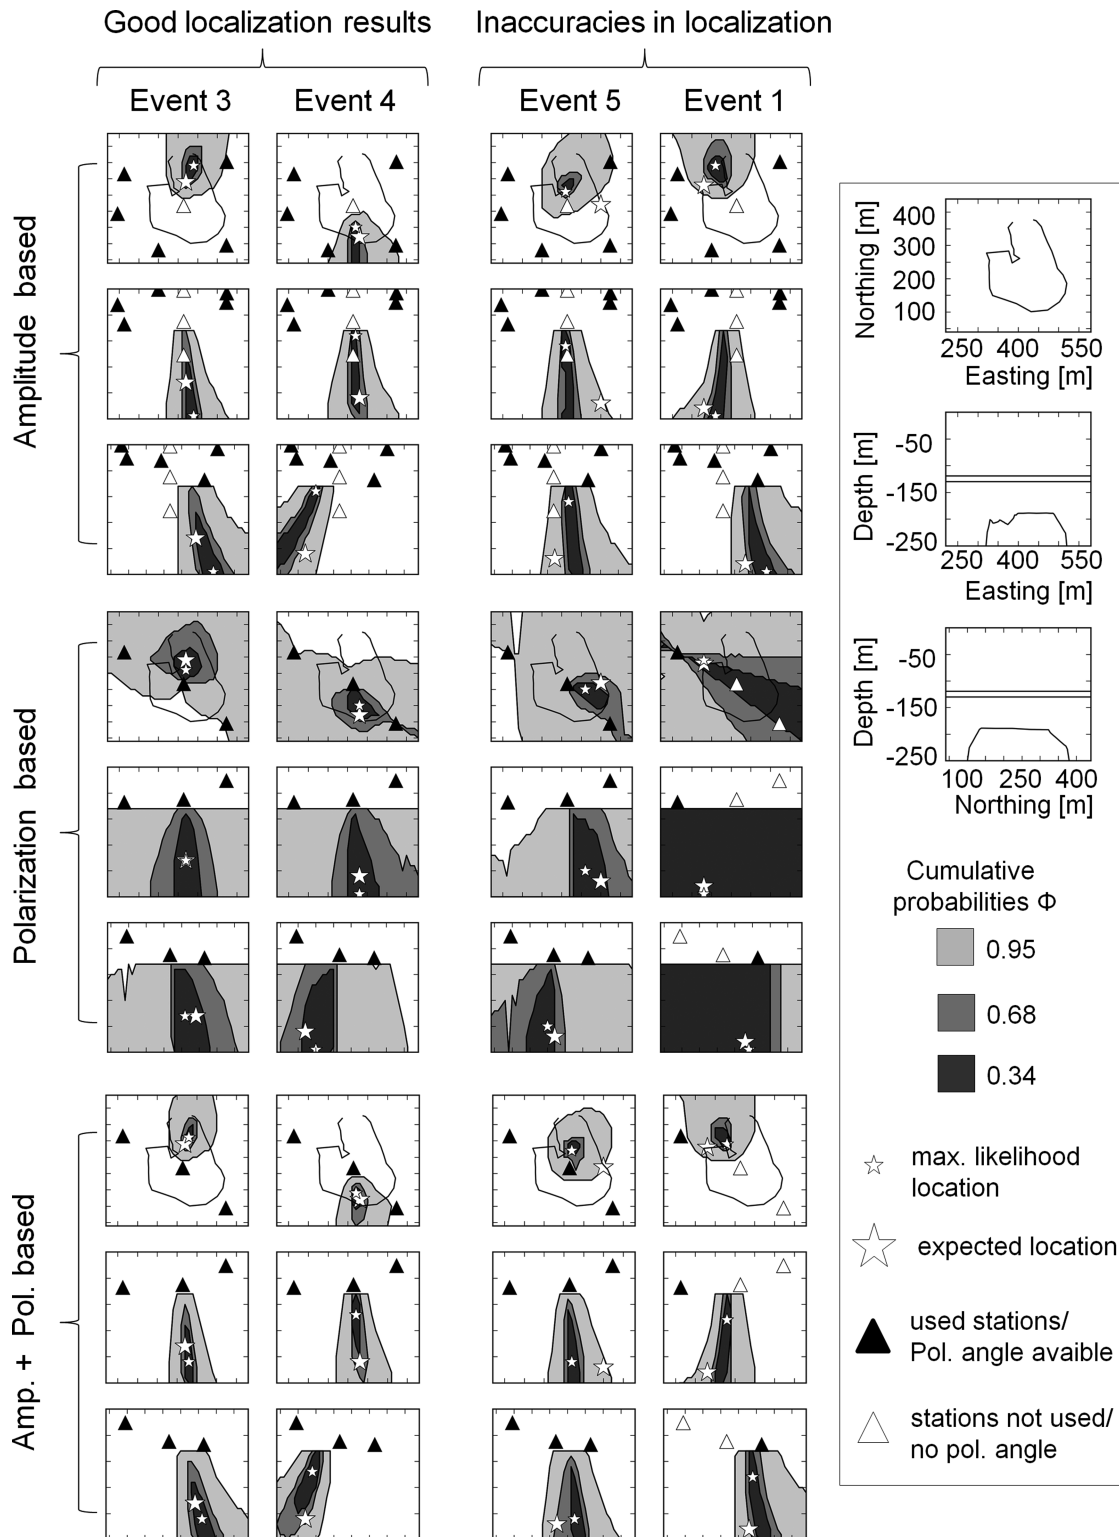 Good localization results
Inaccuracies in localization
Event 3
Event 4
Event 5
Event 1
Amplitude based
Polarization based
Amp. + Pol. based
Northing [m]
400
300
200
100
250
400
550
Easting [m]
Depth [m]
-50
-150
-250
250
400
550
Easting [m]
Depth [m]
-50
-150
-250
100
250
400
Northing [m]
Cumulative
probabilities Φ
0.95
0.68
0.34
max. likelihood
location
expected location
used stations/
Pol. angle avaible
stations not used/
no pol. angle